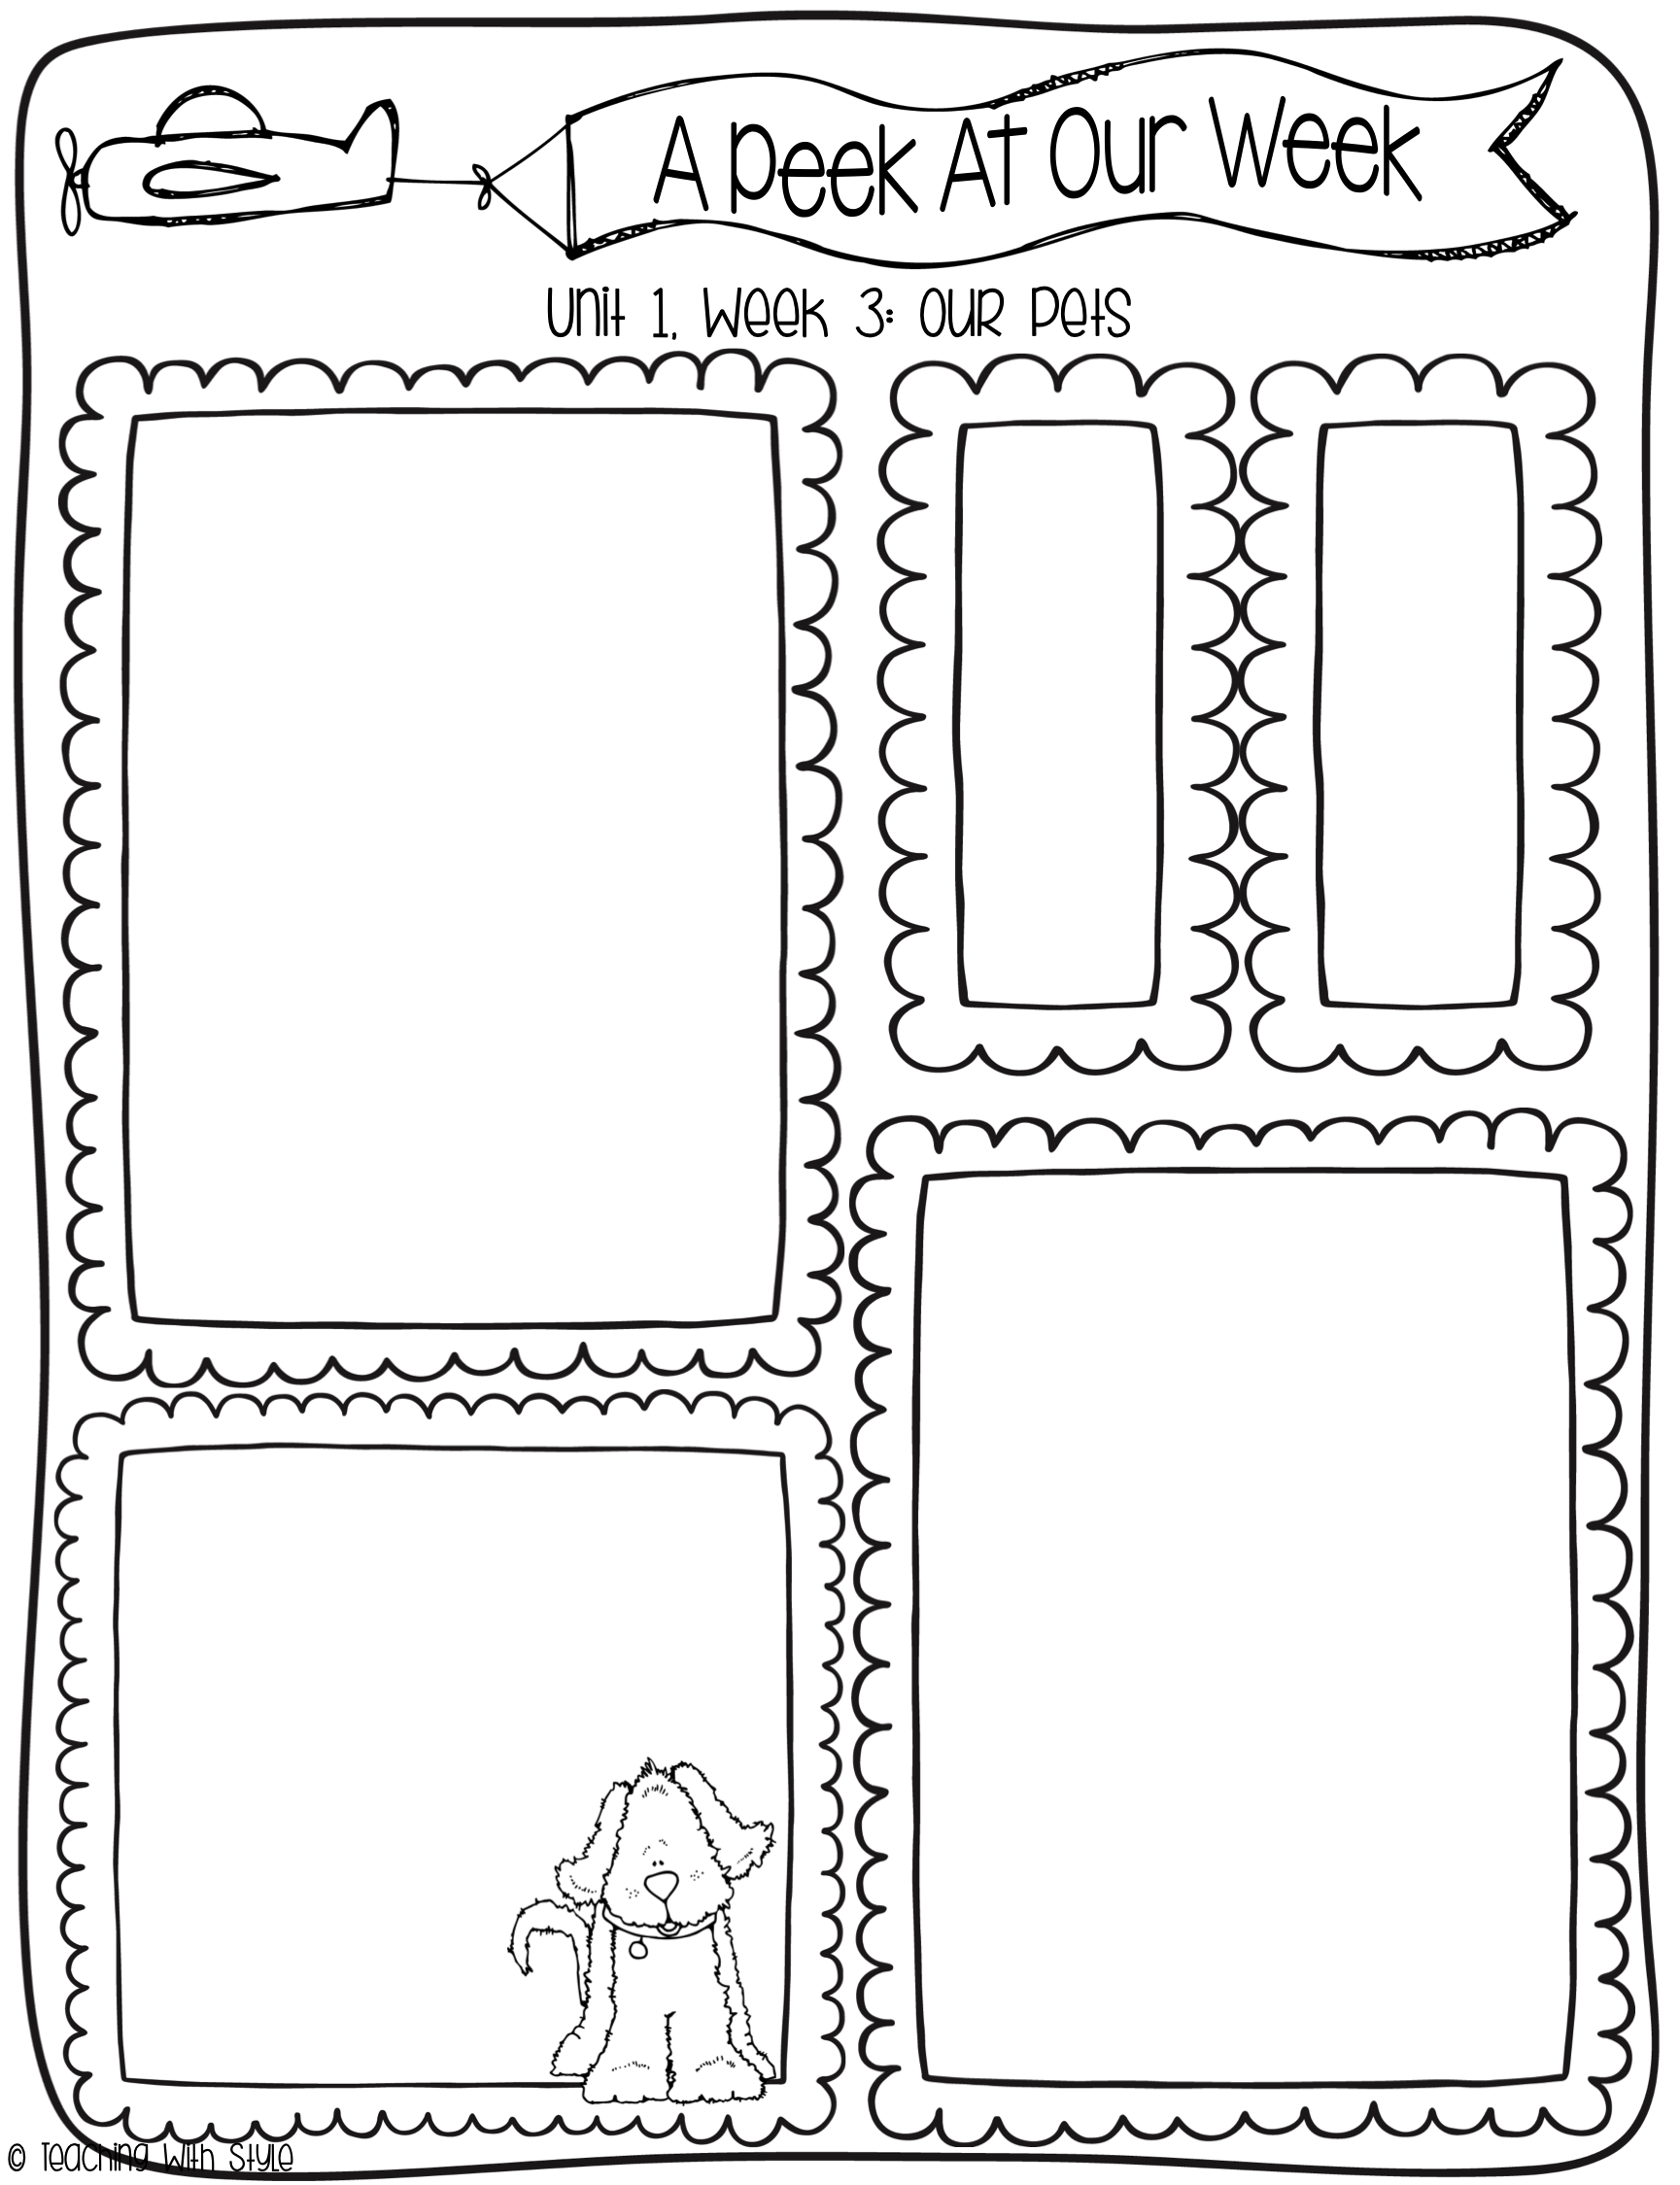 A Peek At Our Week
Unit 1, Week 3: Our Pets
© Teaching With Style